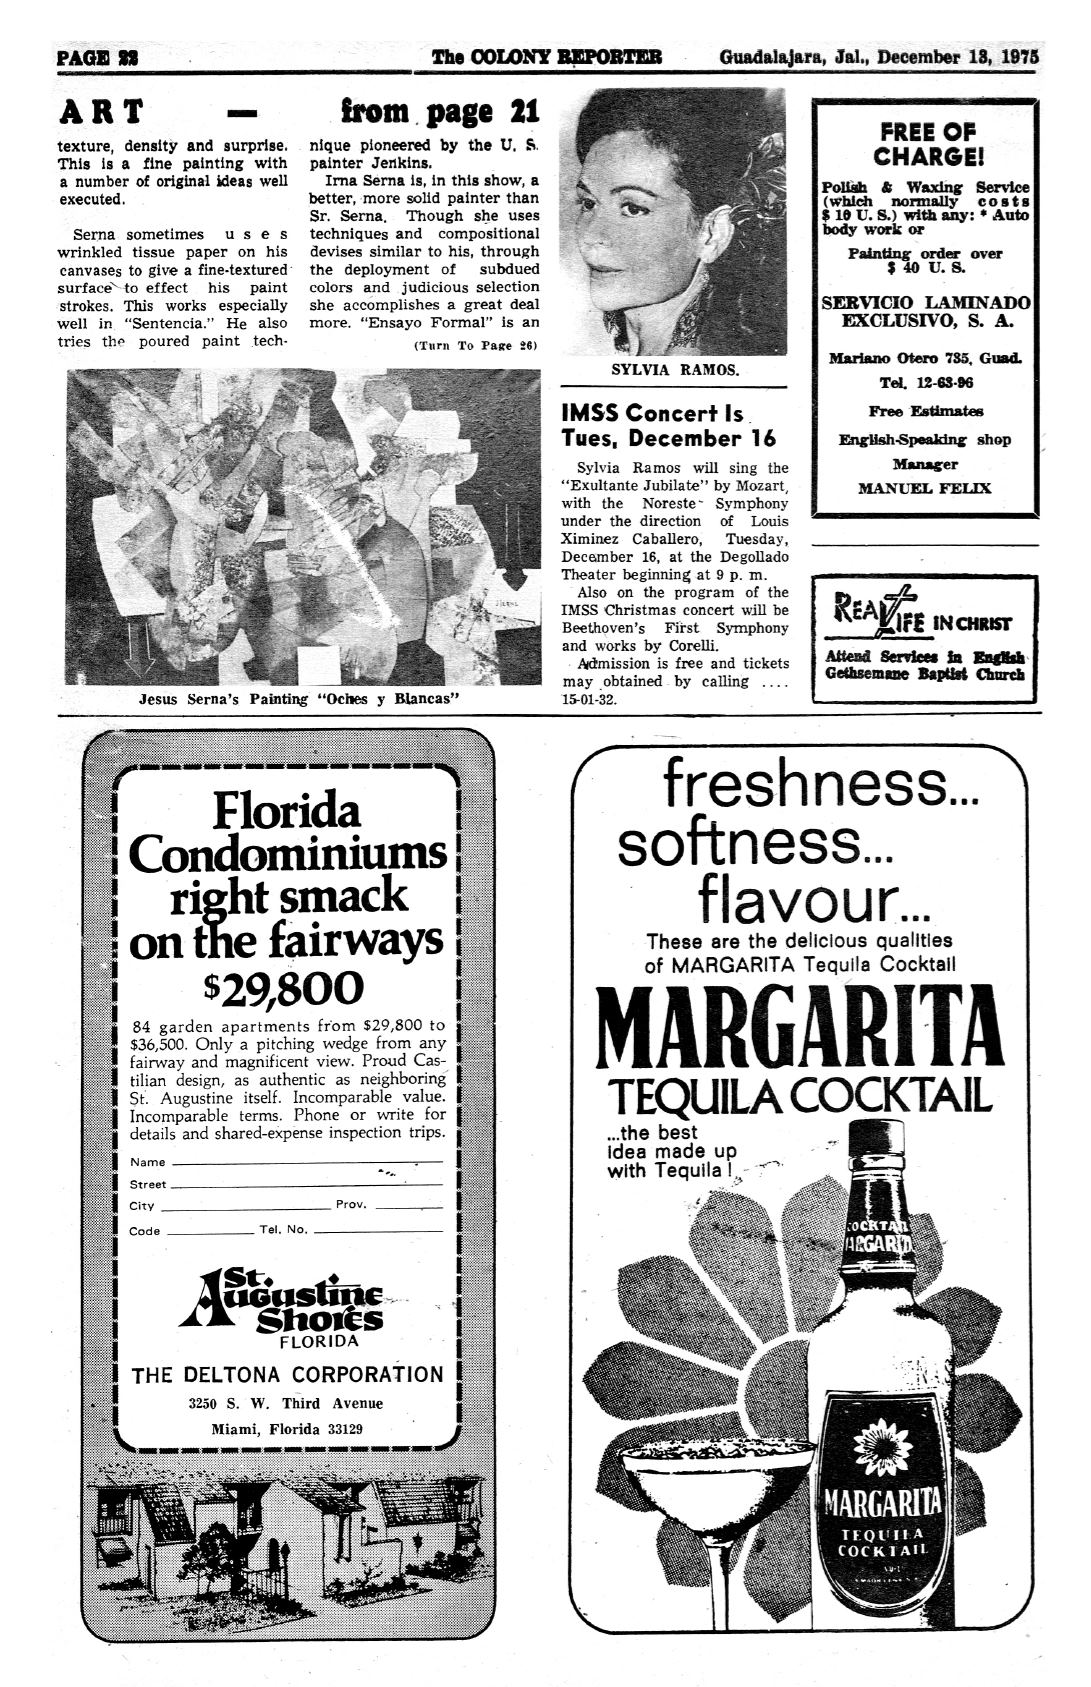 PAGE 22
The COLONY REPORTER
Guadalajara, Jal., December 13, 1975
ART — from page 21
texture, density and surprise.
This is a fine painting with
a number of original ideas well
executed.
Serna sometimes uses
wrinkled tissue paper on his
canvases to give a fine-textured
surface to effect his paint
strokes. This works especially
well in "Sentencia." He also
tries the poured paint tech-
nique pioneered by the U. S.
painter Jenkins.
Irna Serna is, in this show, a
better, more solid painter than
Sr. Serna. Though she uses
techniques and compositional
devises similar to his, through
the deployment of subdued
colors and judicious selection
she accomplishes a great deal
more. "Ensayo Formal" is an
(Turn To Page 26)
Jesus Serna's Painting "Oches y Blancas"
SYLVIA RAMOS.
IMSS Concert Is
Tues, December 16
Sylvia Ramos will sing the
"Exultante Jubilate" by Mozart,
with the Noreste Symphony
under the direction of Louis
Ximinez Caballero, Tuesday,
December 16, at the Degollado
Theater beginning at 9 p. m.
Also on the program of the
IMSS Christmas concert will be
Beethoven's First Symphony
and works by Corelli.
Admission is free and tickets
may obtained by calling ....
15-01-32.
FREE OF
CHARGE!
Polish & Waxing Service
(which normally costs
$ 10 U. S.) with any: * Auto
body work or
Painting order over
$ 40 U. S.
SERVICIO LAMINADO
EXCLUSIVO, S. A.
Mariano Otero 735, Guad.
Tel. 12-63-96
Free Estimates
English-Speaking shop
Manager
MANUEL FELIX
REAL LIFE IN CHRIST
Attend Services in English
Gethsemane Baptist Church
Florida
Condominiums
right smack
on the fairways
$29,800
84 garden apartments from $29,800 to
$36,500. Only a pitching wedge from any
fairway and magnificent view. Proud Cas-
tilian design, as authentic as neighboring
St. Augustine itself. Incomparable value.
Incomparable terms. Phone or write for
details and shared-expense inspection trips.
Name
Street
City Prov.
Code Tel. No.
St.
Augustine
Shores
FLORIDA
THE DELTONA CORPORATION
3250 S. W. Third Avenue
Miami, Florida 33129
freshness...
softness...
flavour...
These are the delicious qualities
of MARGARITA Tequila Cocktail
MARGARITA
TEQUILA COCKTAIL
...the best
idea made up
with Tequila!
COCKTAIL
MARGARITA
MARGARITA
TEQUILA
COCKTAIL